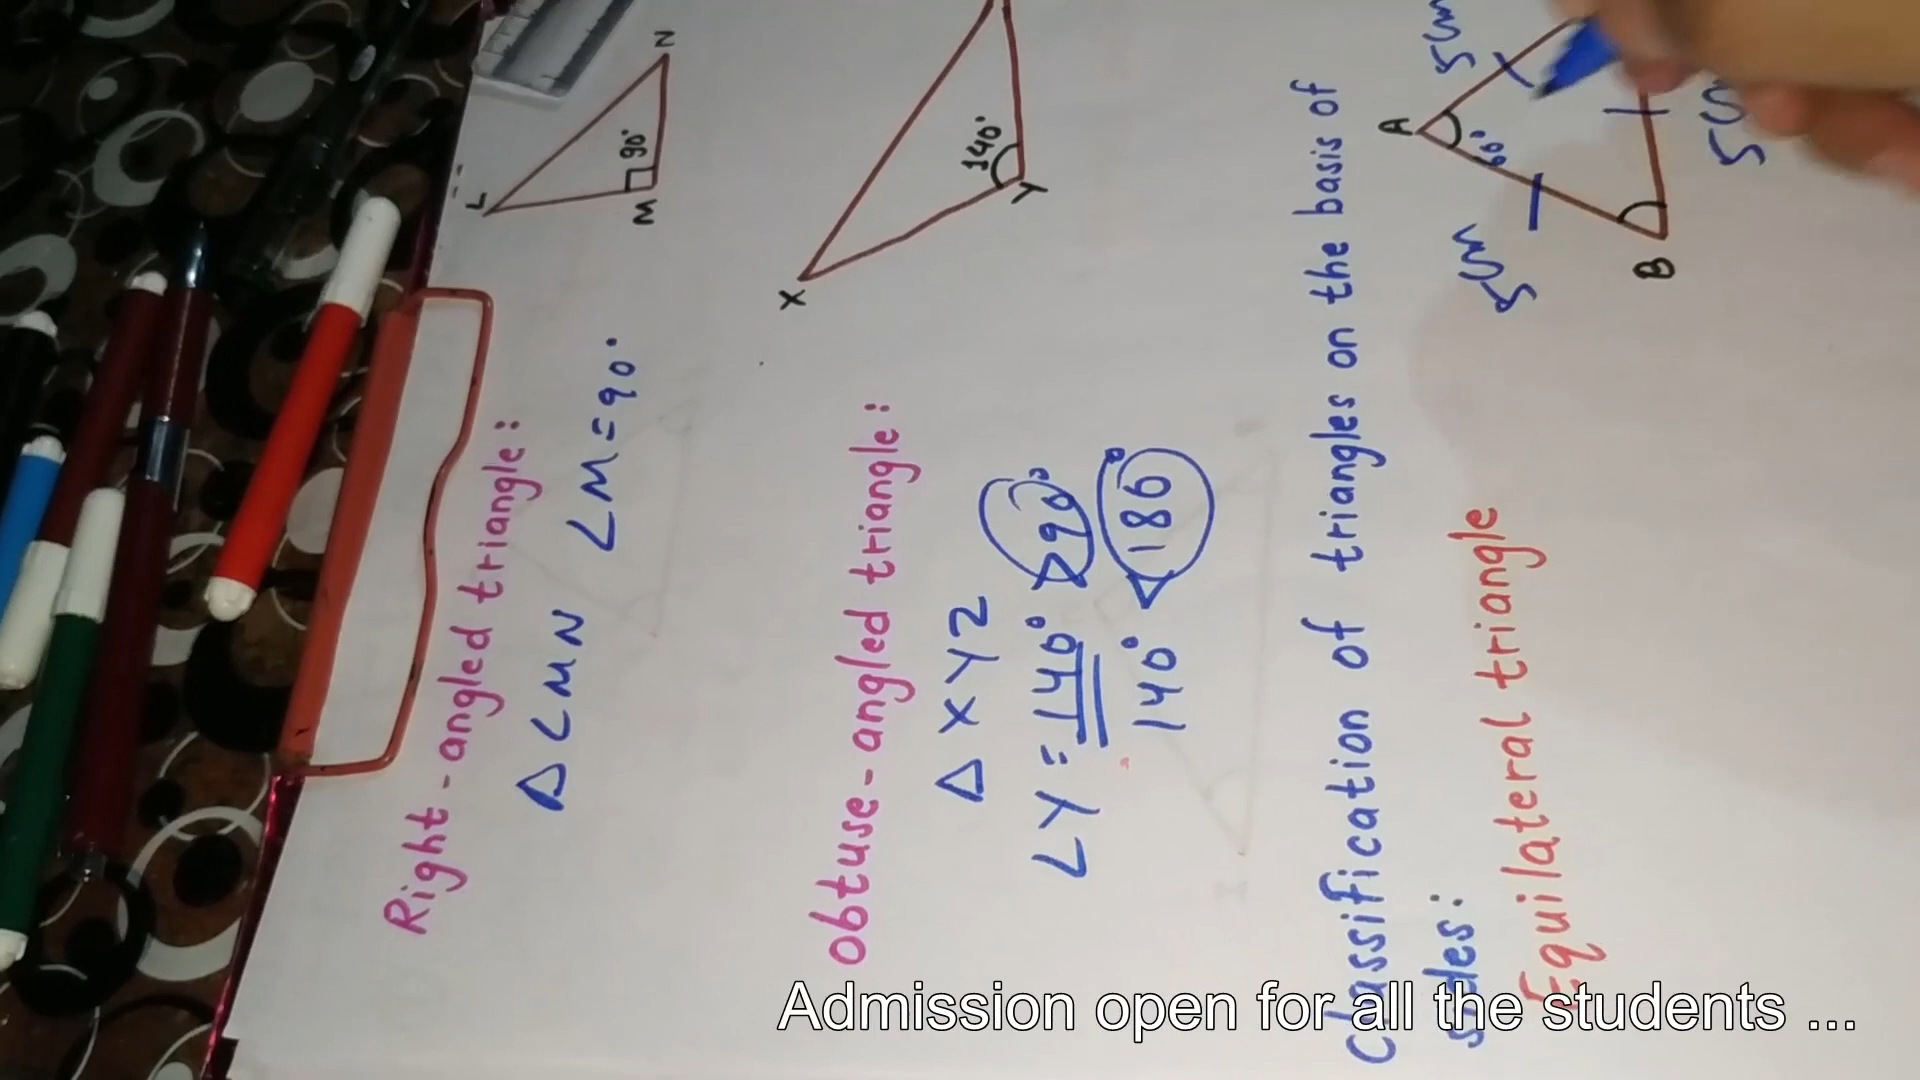 Right-angled triangle:
Δ LMN ∠M=90°
L
M
N
90°
Obtuse-angled triangle:
Δ XYZ
∠Y = 140° >90°
140° <180°
X
Y
140°
Classification of triangles on the basis of
sides:
Equilateral triangle
A
B
60°
5cm
5cm
Admission open for all the students ...